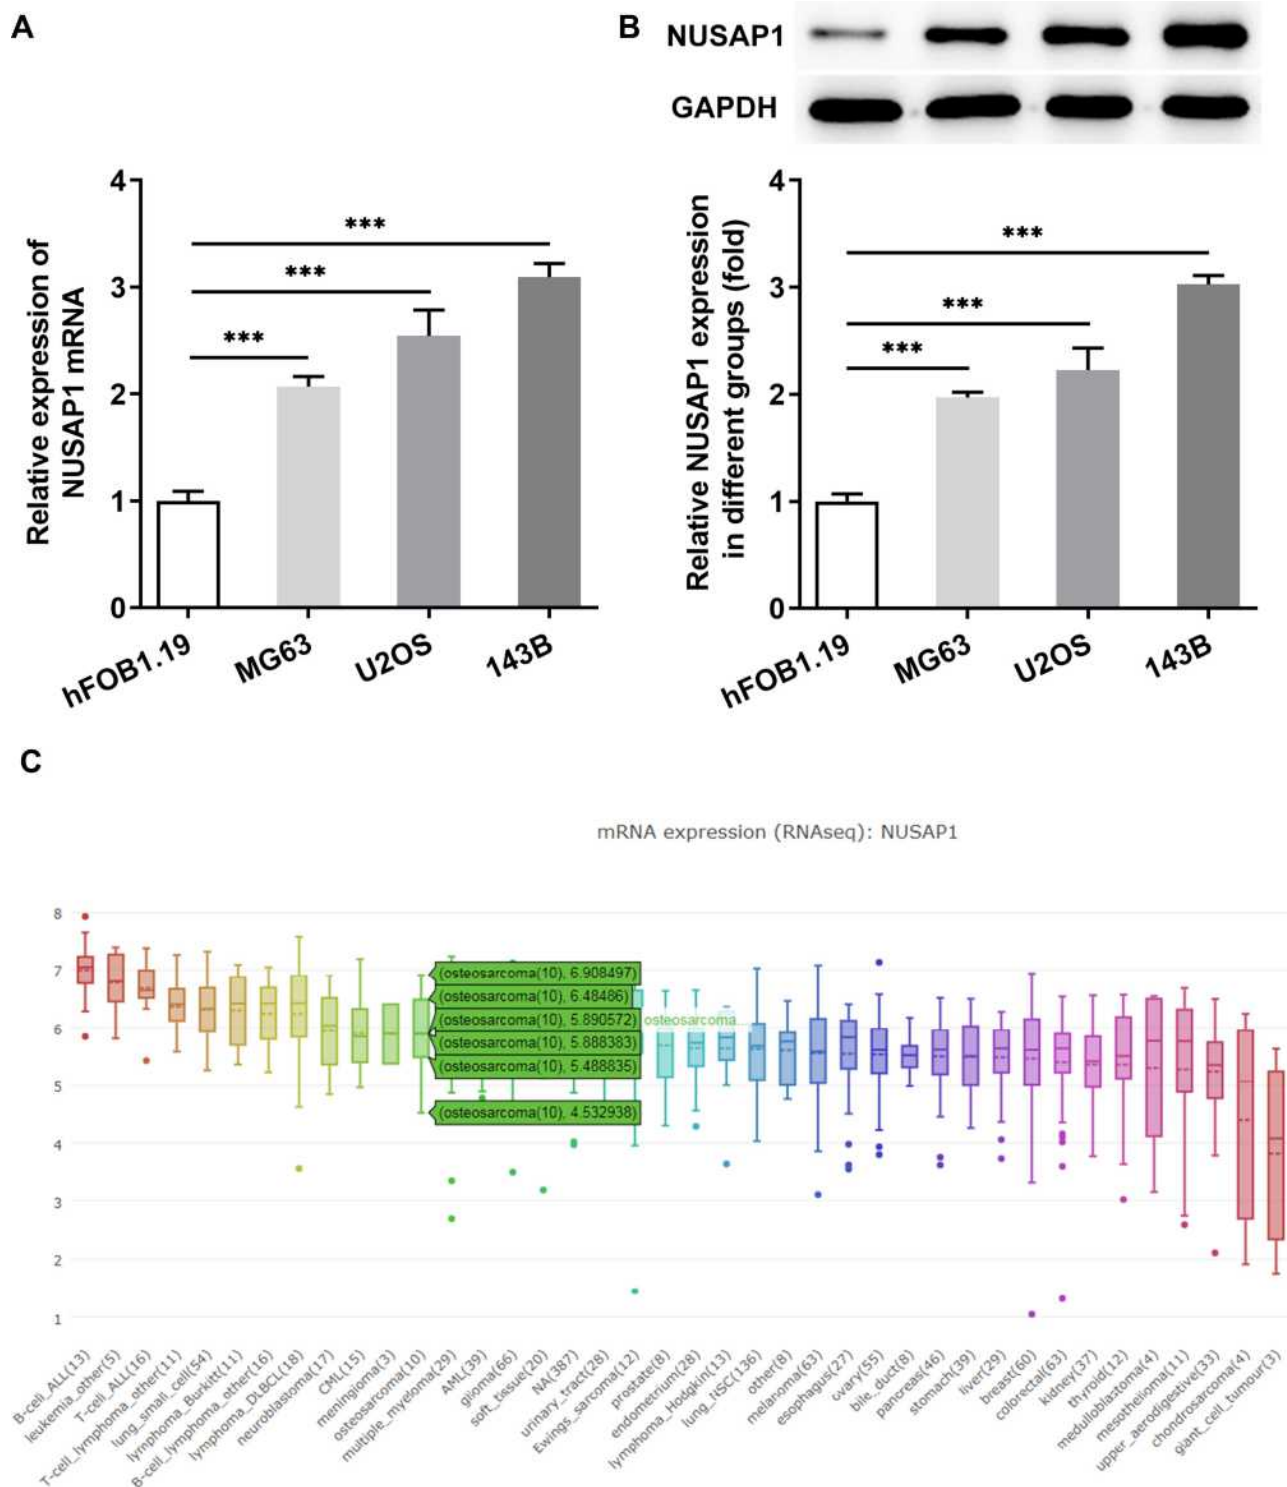 A
B
NUSAP1
GAPDH
Relative expression of
NUSAP1 mRNA
4
3
2
1
0
***
***
***
hFOB1.19
MG63
U2OS
143B
Relative NUSAP1 expression
in different groups (fold)
4
3
2
1
0
***
***
***
hFOB1.19
MG63
U2OS
143B
C
mRNA expression (RNAseq): NUSAP1
8
7
6
5
4
3
2
1
(osteosarcoma(10), 6.908497)
(osteosarcoma(10), 6.48486)
(osteosarcoma(10), 5.890572)
osteosarcoma...
(osteosarcoma(10), 5.888383)
(osteosarcoma(10), 5.488835)
(osteosarcoma(10), 4.532938)
B-cell_ALL(13)
leukemia_other(5)
T-cell_ALL(16)
T-cell_lymphoma_other(11)
lung_small_cell(54)
lymphoma_Burkitt(11)
B-cell_lymphoma_other(16)
lymphoma_DLBCL(18)
neuroblastoma(17)
CML(15)
meningioma(3)
osteosarcoma(10)
multiple_myeloma(29)
AML(39)
glioma(66)
soft_tissue(20)
NA(387)
urinary_tract(28)
Ewings_sarcoma(12)
prostate(8)
endometrium(28)
lymphoma_Hodgkin(13)
lung_NSC(136)
other(8)
melanoma(63)
esophagus(27)
ovary(55)
bile_duct(8)
pancreas(46)
stomach(39)
liver(29)
breast(60)
colorectal(63)
kidney(37)
thyroid(12)
medulloblastoma(4)
mesothelioma(11)
upper_aerodigestive(33)
chondrosarcoma(4)
giant_cell_tumour(3)